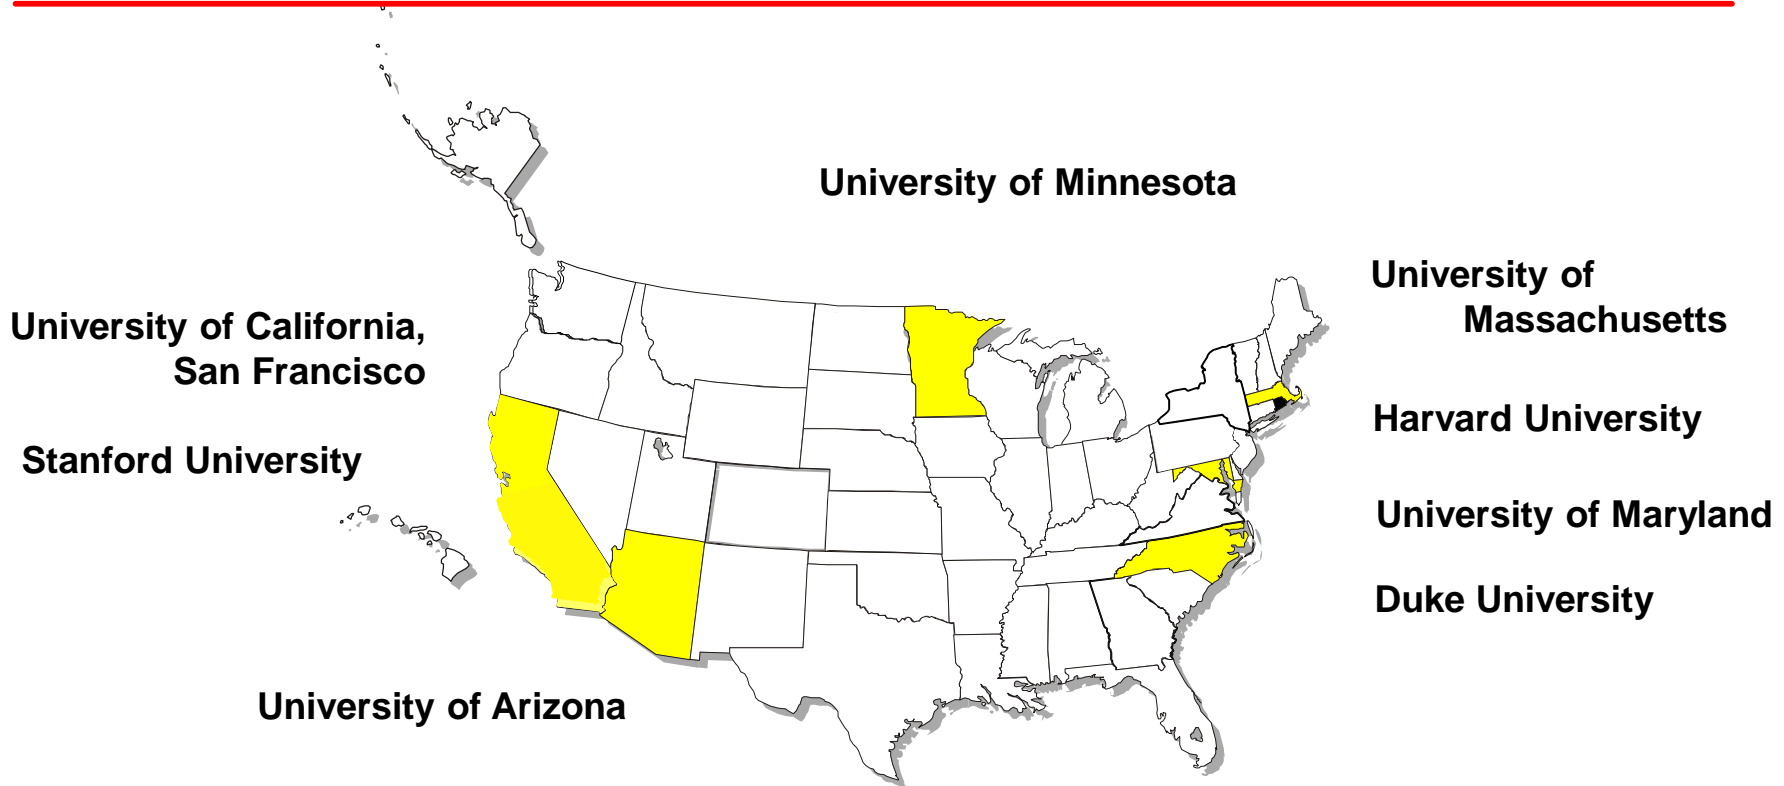 University of Minnesota
University of
Massachusetts
University of California,
San Francisco
Harvard University
Stanford University
University of Maryland
Duke University
University of Arizona